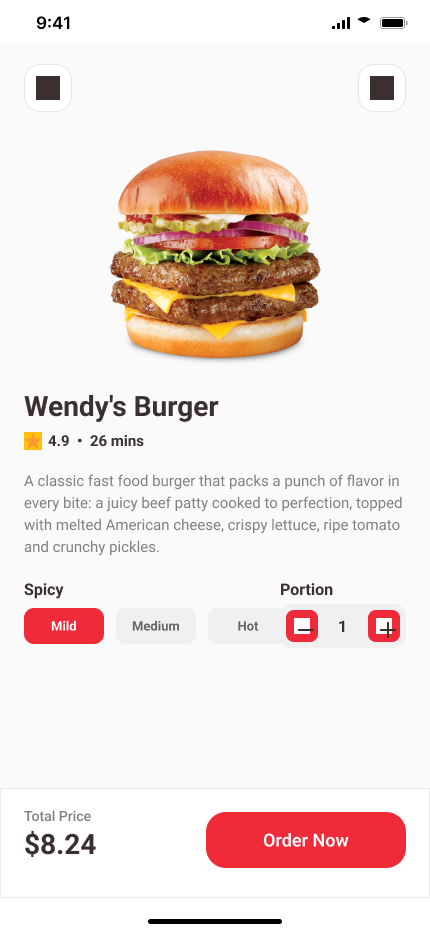 9:41
Wendy's Burger
4.9 • 26 mins
A classic fast food burger that packs a punch of flavor in
every bite: a juicy beef patty cooked to perfection, topped
with melted American cheese, crispy lettuce, ripe tomato
and crunchy pickles.
Spicy Portion
Mild Medium Hot 1
Total Price
$8.24
Order Now